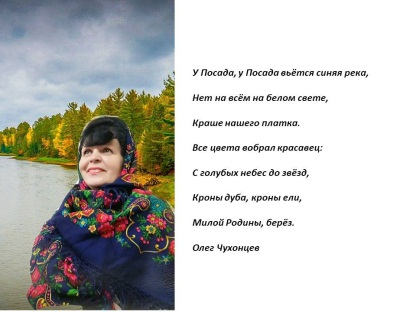 У Посада, у Посада вьётся синяя река,
Нет на всём на белом свете,
Краше нашего платка.
Все цвета вобрал красавец:
С голубых небес до звёзд,
Кроны дуба, кроны ели,
Милой Родины, берёз.
Олег Чухонцев